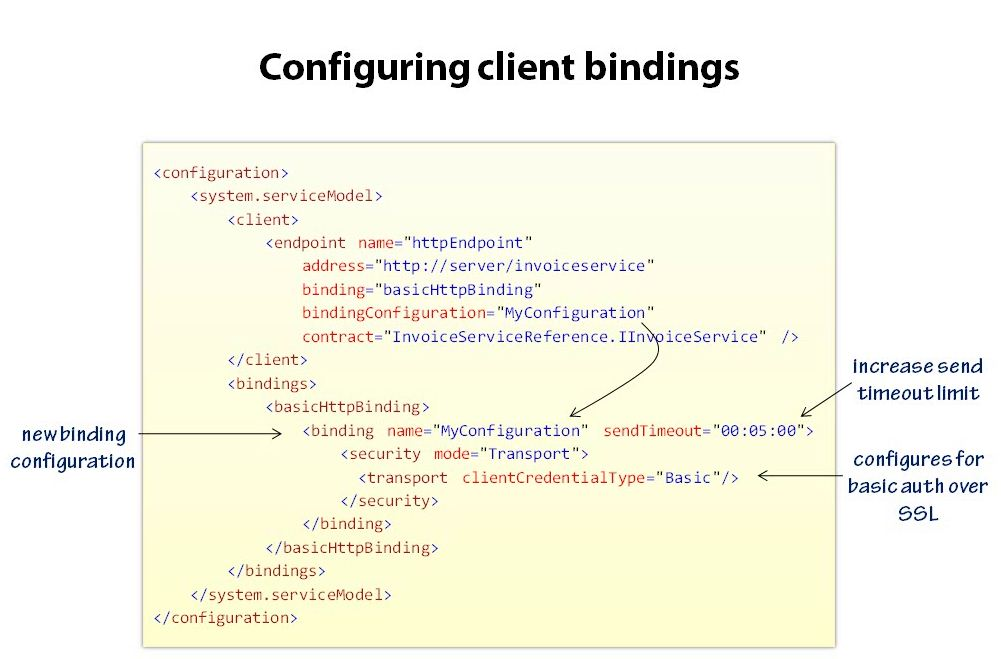 Configuring client bindings
<configuration>
<system.serviceModel>
<client>
<endpoint name="httpEndpoint"
address="http://server/invoiceservice"
binding="basicHttpBinding"
bindingConfiguration="MyConfiguration"
contract="InvoiceServiceReference.IInvoiceService" />
</client>
<bindings>
<basicHttpBinding>
<binding name="MyConfiguration" sendTimeout="00:05:00">
<security mode="Transport">
<transport clientCredentialType="Basic"/>
</security>
</binding>
</basicHttpBinding>
</bindings>
</system.serviceModel>
</configuration>
new binding
configuration
increase send
timeout limit
configures for
basic auth over
SSL